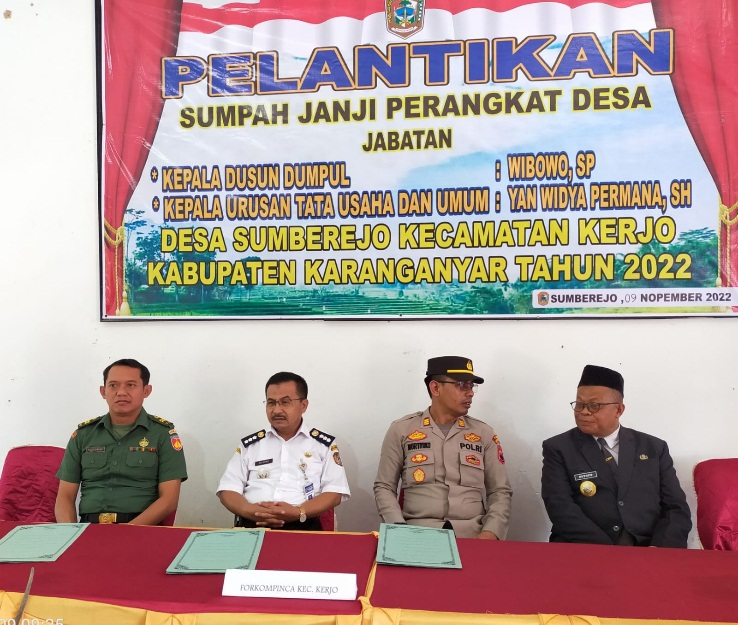 PELANTIKAN
SUMPAH JANJI PERANGKAT DESA
JABATAN
* KEPALA DUSUN DUMPUL : WIBOWO, SP
* KEPALA URUSAN TATA USAHA DAN UMUM : YAN WIDYA PERMANA, SH
DESA SUMBEREJO KECAMATAN KERJO
KABUPATEN KARANGANYAR TAHUN 2022
SUMBEREJO , 09 NOPEMBER 2022
POLRI
FORKOMPINCA KEC. KERJO